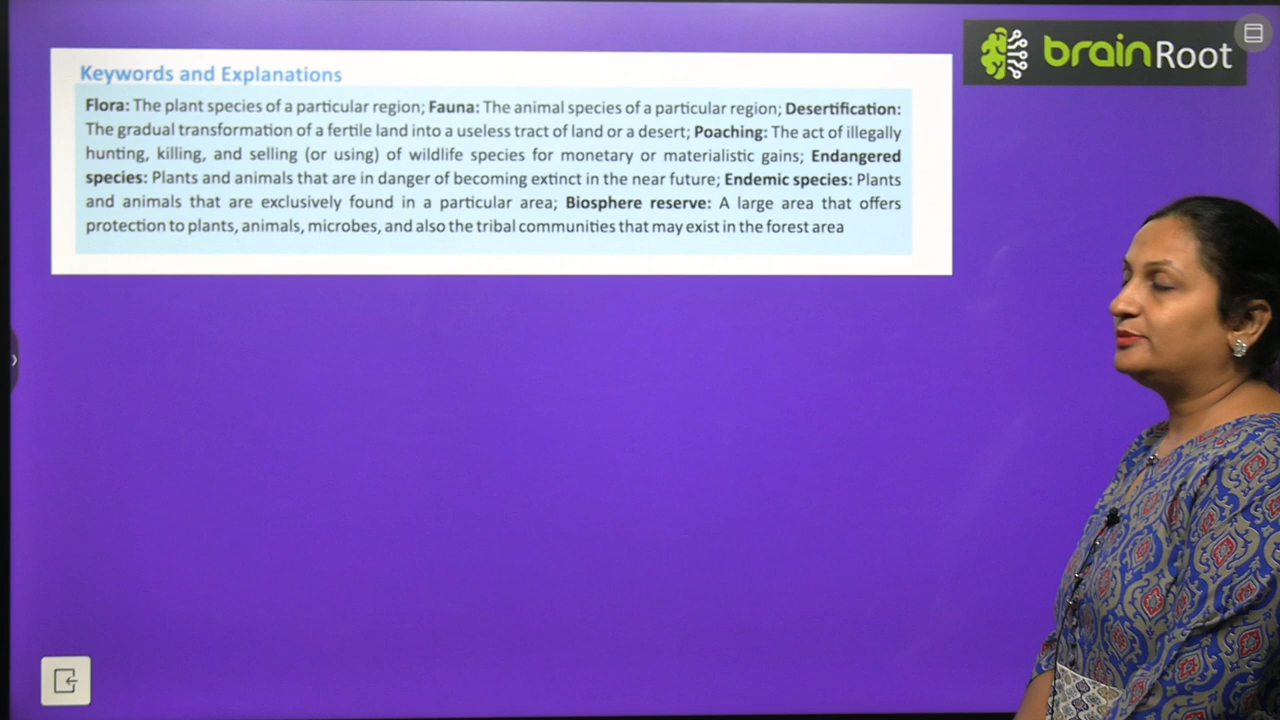 brainRoot
Keywords and Explanations
Flora: The plant species of a particular region; Fauna: The animal species of a particular region; Desertification:
The gradual transformation of a fertile land into a useless tract of land or a desert; Poaching: The act of illegally
hunting, killing, and selling (or using) of wildlife species for monetary or materialistic gains; Endangered
species: Plants and animals that are in danger of becoming extinct in the near future; Endemic species: Plants
and animals that are exclusively found in a particular area; Biosphere reserve: A large area that offers
protection to plants, animals, microbes, and also the tribal communities that may exist in the forest area